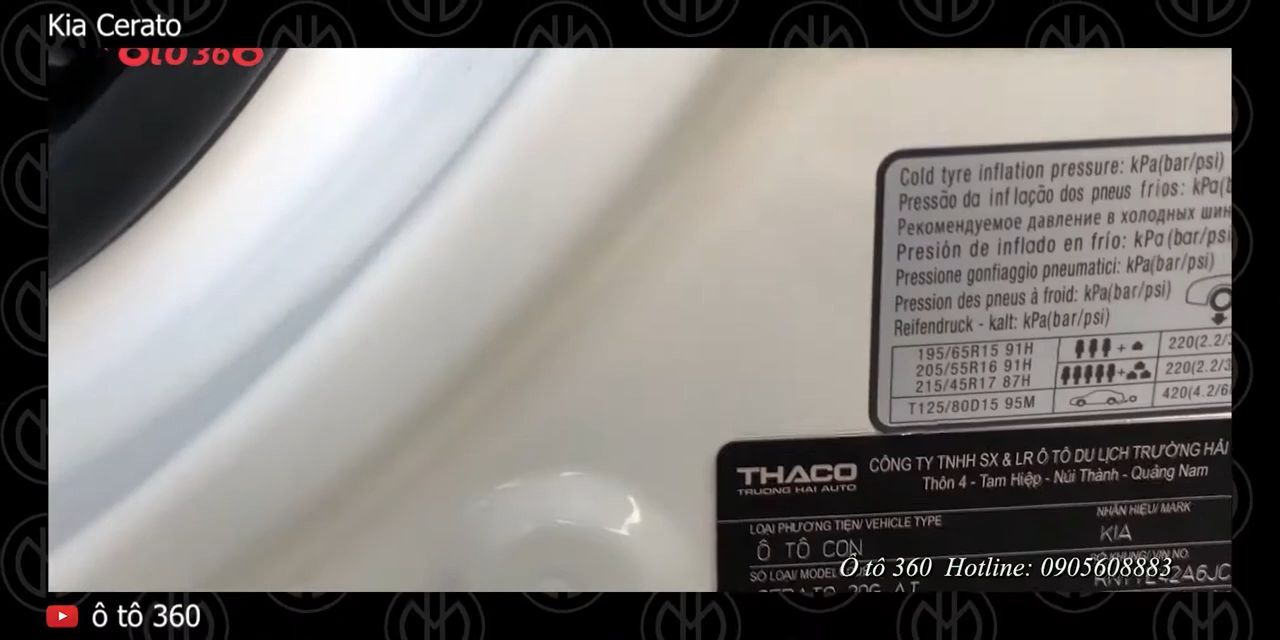 Kia Cerato
Ôtô 360
Cold tyre inflation pressure: kPa(bar/psi)
Pressão da inflação dos pneus frios: kPa(b
Рекомендуемое давление в холодных шин
Presión de inflado en frío: kPa(bar/psi
Pressione gonfiaggio pneumatici: kPa(bar/psi)
Pression des pneus à froid: kPa(bar/psi)
Reifendruck - kalt: kPa(bar/psi)
195/65R15 91H
205/55R16 91H
215/45R17 87H
220(2.2/3
220(2.2/3
T125/80D15 95M
420(4.2/6
THACO
TRUONG HAI AUTO
CÔNG TY TNHH SX & LR Ô TÔ DU LỊCH TRƯỜNG HẢI
Thôn 4 - Tam Hiệp - Núi Thành - Quảng Nam
LOẠI PHƯƠNG TIỆN/ VEHICLE TYPE
NHÃN HIỆU/ MARK
Ô TÔ CON
KIA
SỐ LOẠI/ MODEL
Ô tô 360 Hotline: 0905608883
ô tô 360